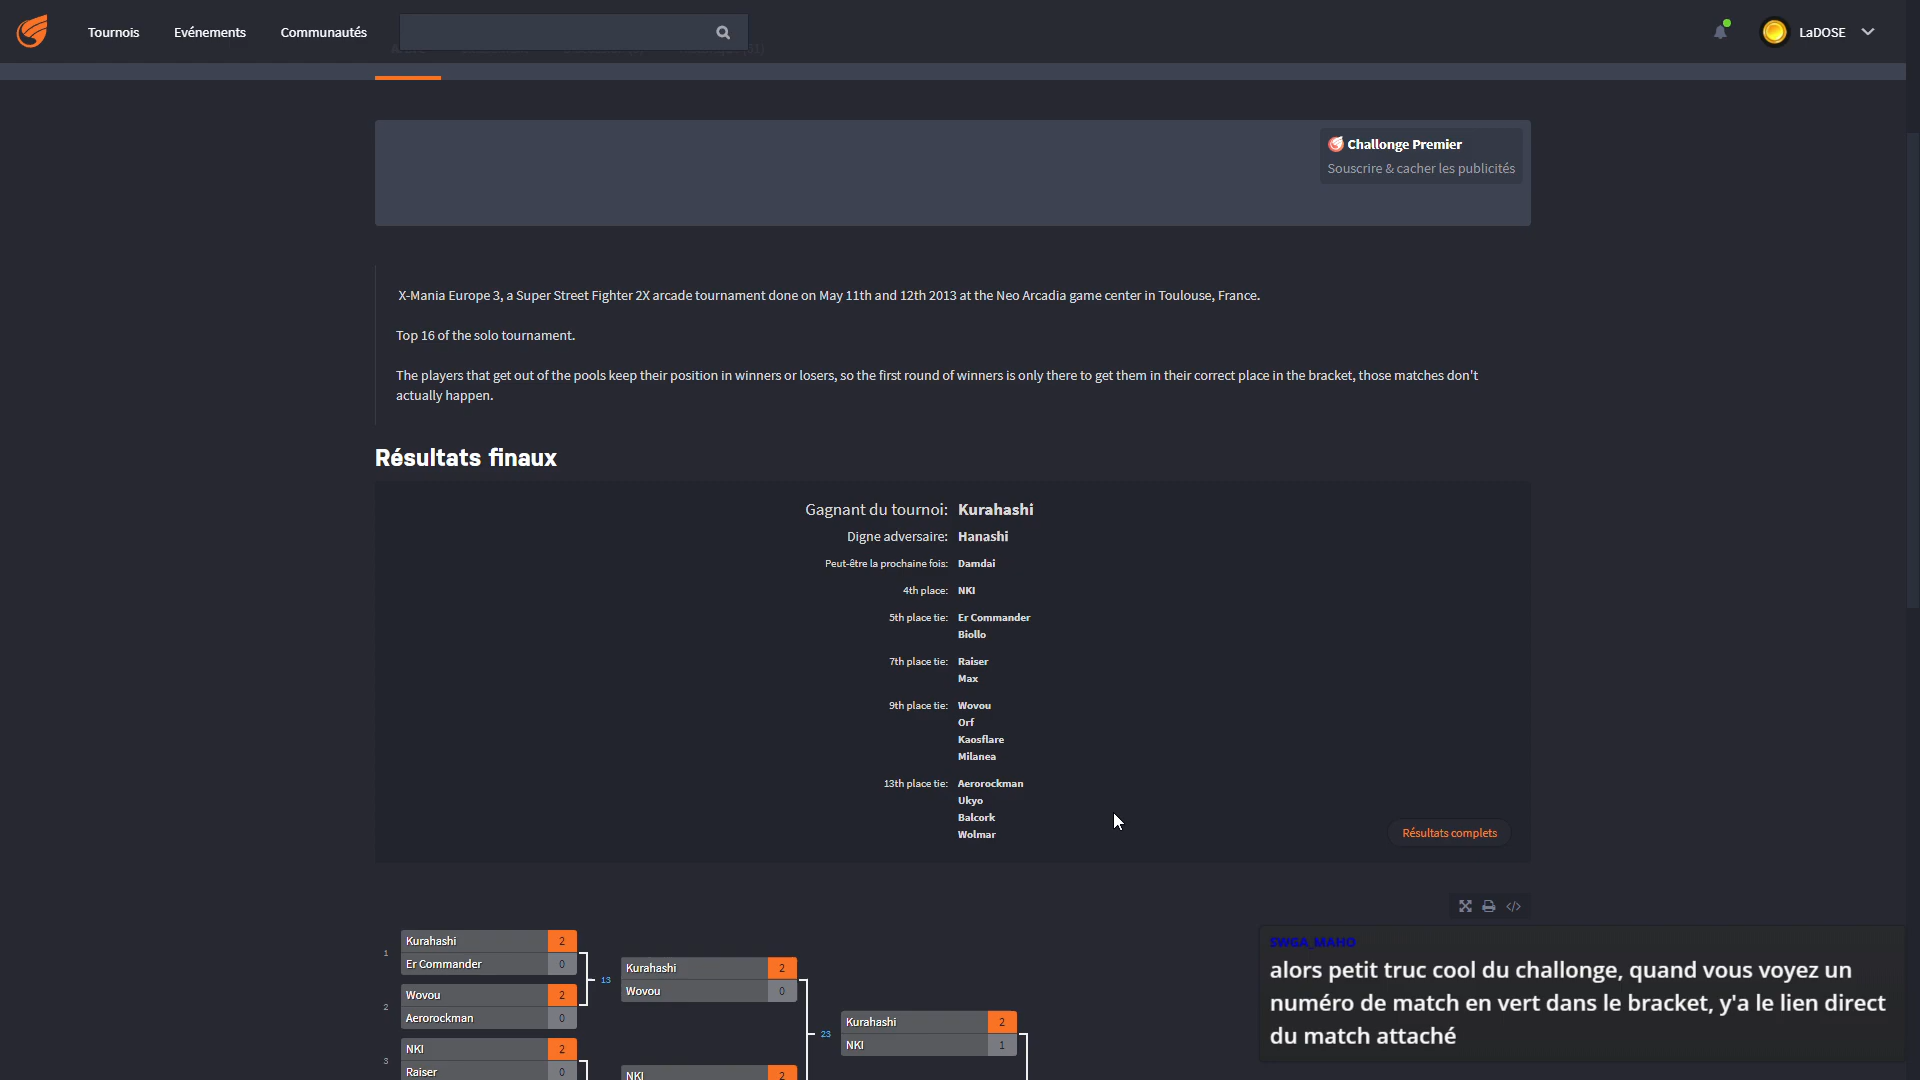 Tournois
Evénements
Communautés
LaDOSE
Challonge Premier
Souscrire & cacher les publicités
X-Mania Europe 3, a Super Street Fighter 2X arcade tournament done on May 11th and 12th 2013 at the Neo Arcadia game center in Toulouse, France.
Top 16 of the solo tournament.
The players that get out of the pools keep their position in winners or losers, so the first round of winners is only there to get them in their correct place in the bracket, those matches don't
actually happen.
Résultats finaux
Gagnant du tournoi: Kurahashi
Digne adversaire: Hanashi
Peut-être la prochaine fois: Damdai
4th place: NKI
5th place tie: Er Commander
Biollo
7th place tie: Raiser
Max
9th place tie: Wovou
Orf
Kaosflare
Milanea
13th place tie: Aerorockman
Ukyo
Balcork
Wolmar
Résultats complets
1
Kurahashi 2
Er Commander 0
2
Wovou 2
Aerorockman 0
3
NKI 2
Raiser 0
13
Kurahashi 2
Wovou 0
NKI 2
23
Kurahashi 2
NKI 1
SWGA_MAHO
alors petit truc cool du challonge, quand vous voyez un
numéro de match en vert dans le bracket, y'a le lien direct
du match attaché